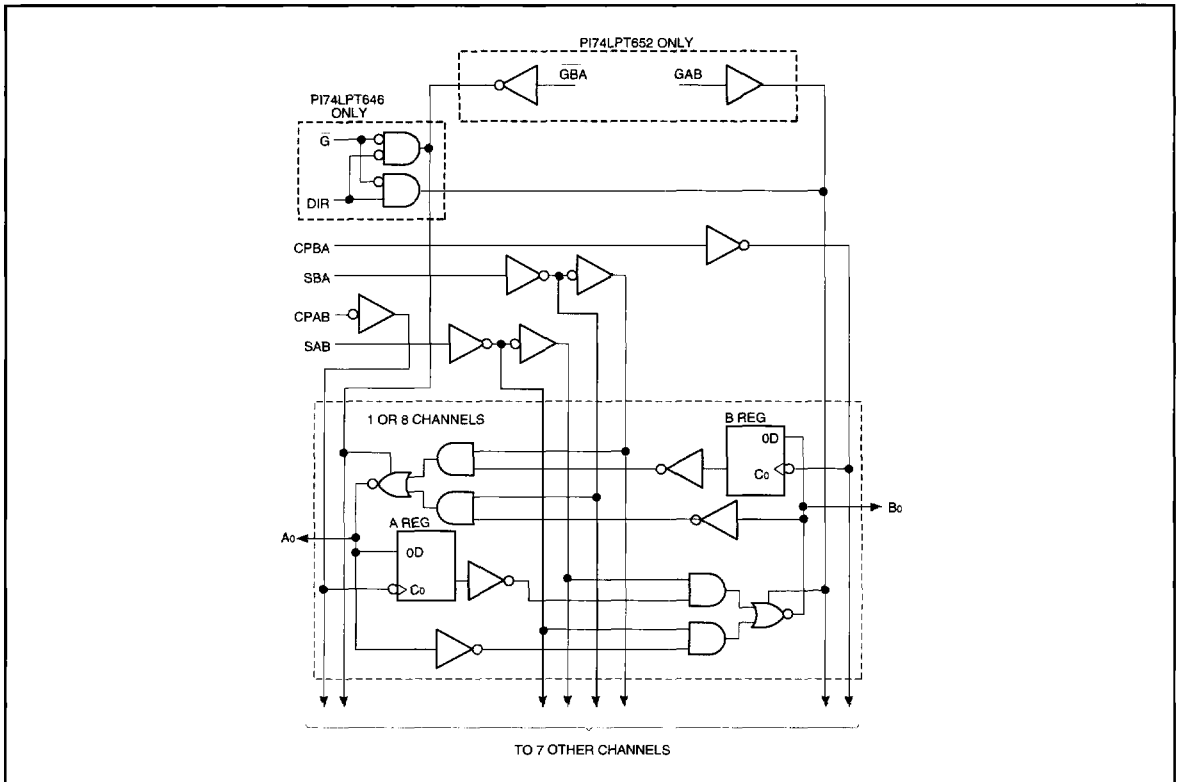 PI74LPT652 ONLY
G̅B̅A̅
GAB
PI74LPT646
ONLY
G̅
DIR
CPBA
SBA
CPAB
SAB
1 OR 8 CHANNELS
B REG
0D
C0
B0
A REG
A0
0D
C0
TO 7 OTHER CHANNELS